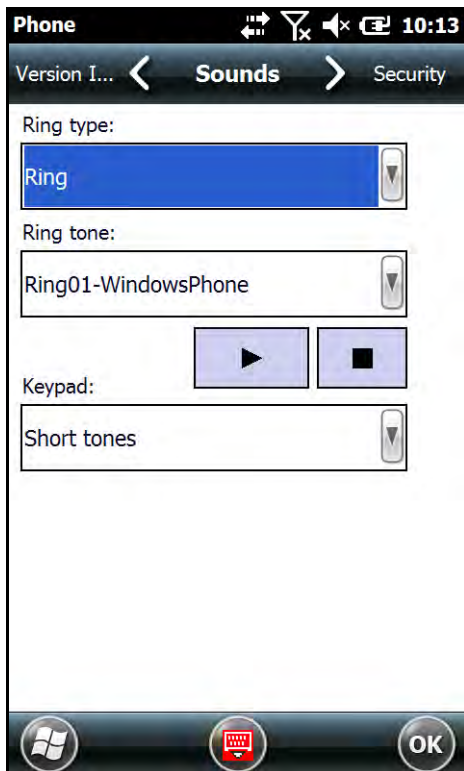 Phone 10:13
Version I... Sounds Security
Ring type:
Ring
Ring tone:
Ring01-WindowsPhone
Keypad:
Short tones
OK